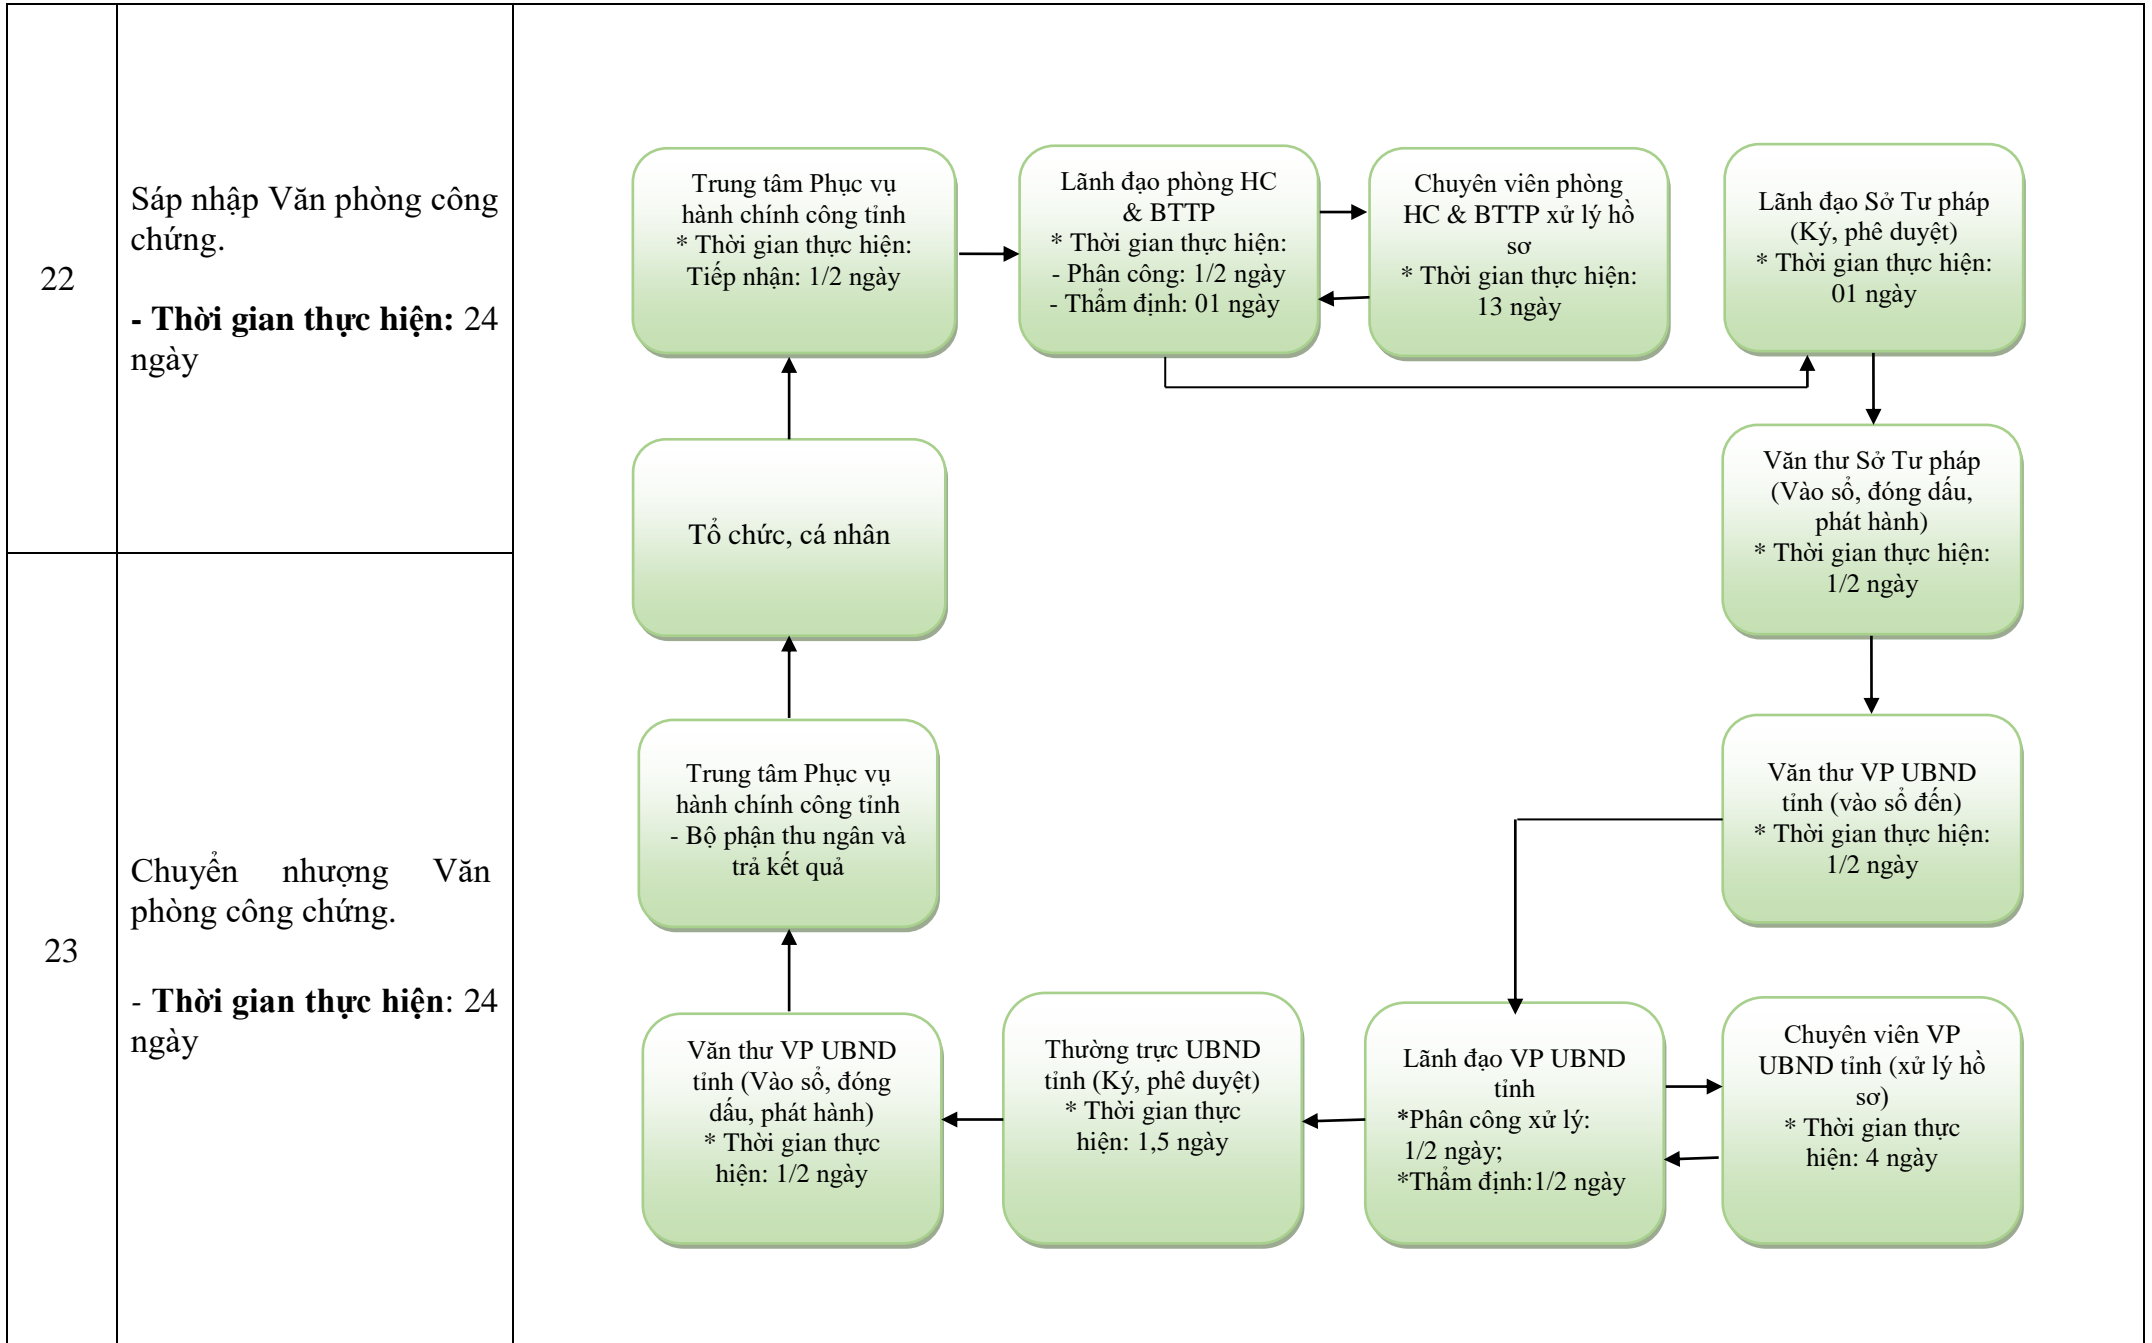 22
Sáp nhập Văn phòng công
chứng.
- Thời gian thực hiện: 24
ngày
23
Chuyển nhượng Văn
phòng công chứng.
- Thời gian thực hiện: 24
ngày
Trung tâm Phục vụ
hành chính công tỉnh
* Thời gian thực hiện:
Tiếp nhận: 1/2 ngày
Lãnh đạo phòng HC
& BTTP
* Thời gian thực hiện:
- Phân công: 1/2 ngày
- Thẩm định: 01 ngày
Chuyên viên phòng
HC & BTTP xử lý hồ
sơ
* Thời gian thực hiện:
13 ngày
Lãnh đạo Sở Tư pháp
(Ký, phê duyệt)
* Thời gian thực hiện:
01 ngày
Tổ chức, cá nhân
Văn thư Sở Tư pháp
(Vào sổ, đóng dấu,
phát hành)
* Thời gian thực hiện:
1/2 ngày
Trung tâm Phục vụ
hành chính công tỉnh
- Bộ phận thu ngân và
trả kết quả
Văn thư VP UBND
tỉnh (vào sổ đến)
* Thời gian thực hiện:
1/2 ngày
Văn thư VP UBND
tỉnh (Vào sổ, đóng
dấu, phát hành)
* Thời gian thực
hiện: 1/2 ngày
Thường trực UBND
tỉnh (Ký, phê duyệt)
* Thời gian thực
hiện: 1,5 ngày
Lãnh đạo VP UBND
tỉnh
*Phân công xử lý:
1/2 ngày;
*Thẩm định:1/2 ngày
Chuyên viên VP
UBND tỉnh (xử lý hồ
sơ)
* Thời gian thực
hiện: 4 ngày